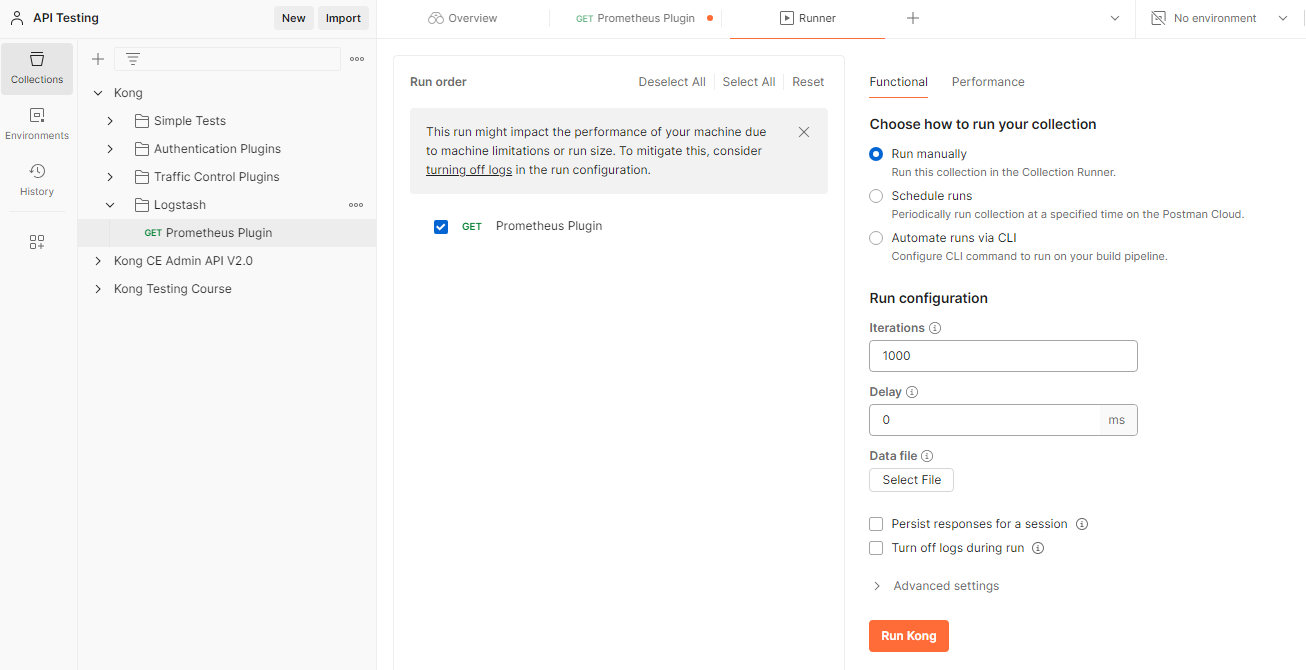 API Testing
New
Import
Overview
GET Prometheus Plugin
Runner
No environment
Collections
Environments
History
Kong
Simple Tests
Authentication Plugins
Traffic Control Plugins
Logstash
GET Prometheus Plugin
Kong CE Admin API V2.0
Kong Testing Course
Run order
Deselect All
Select All
Reset
This run might impact the performance of your machine due
to machine limitations or run size. To mitigate this, consider
turning off logs in the run configuration.
GET Prometheus Plugin
Functional
Performance
Choose how to run your collection
Run manually
Run this collection in the Collection Runner.
Schedule runs
Periodically run collection at a specified time on the Postman Cloud.
Automate runs via CLI
Configure CLI command to run on your build pipeline.
Run configuration
Iterations
1000
Delay
0
ms
Data file
Select File
Persist responses for a session
Turn off logs during run
Advanced settings
Run Kong